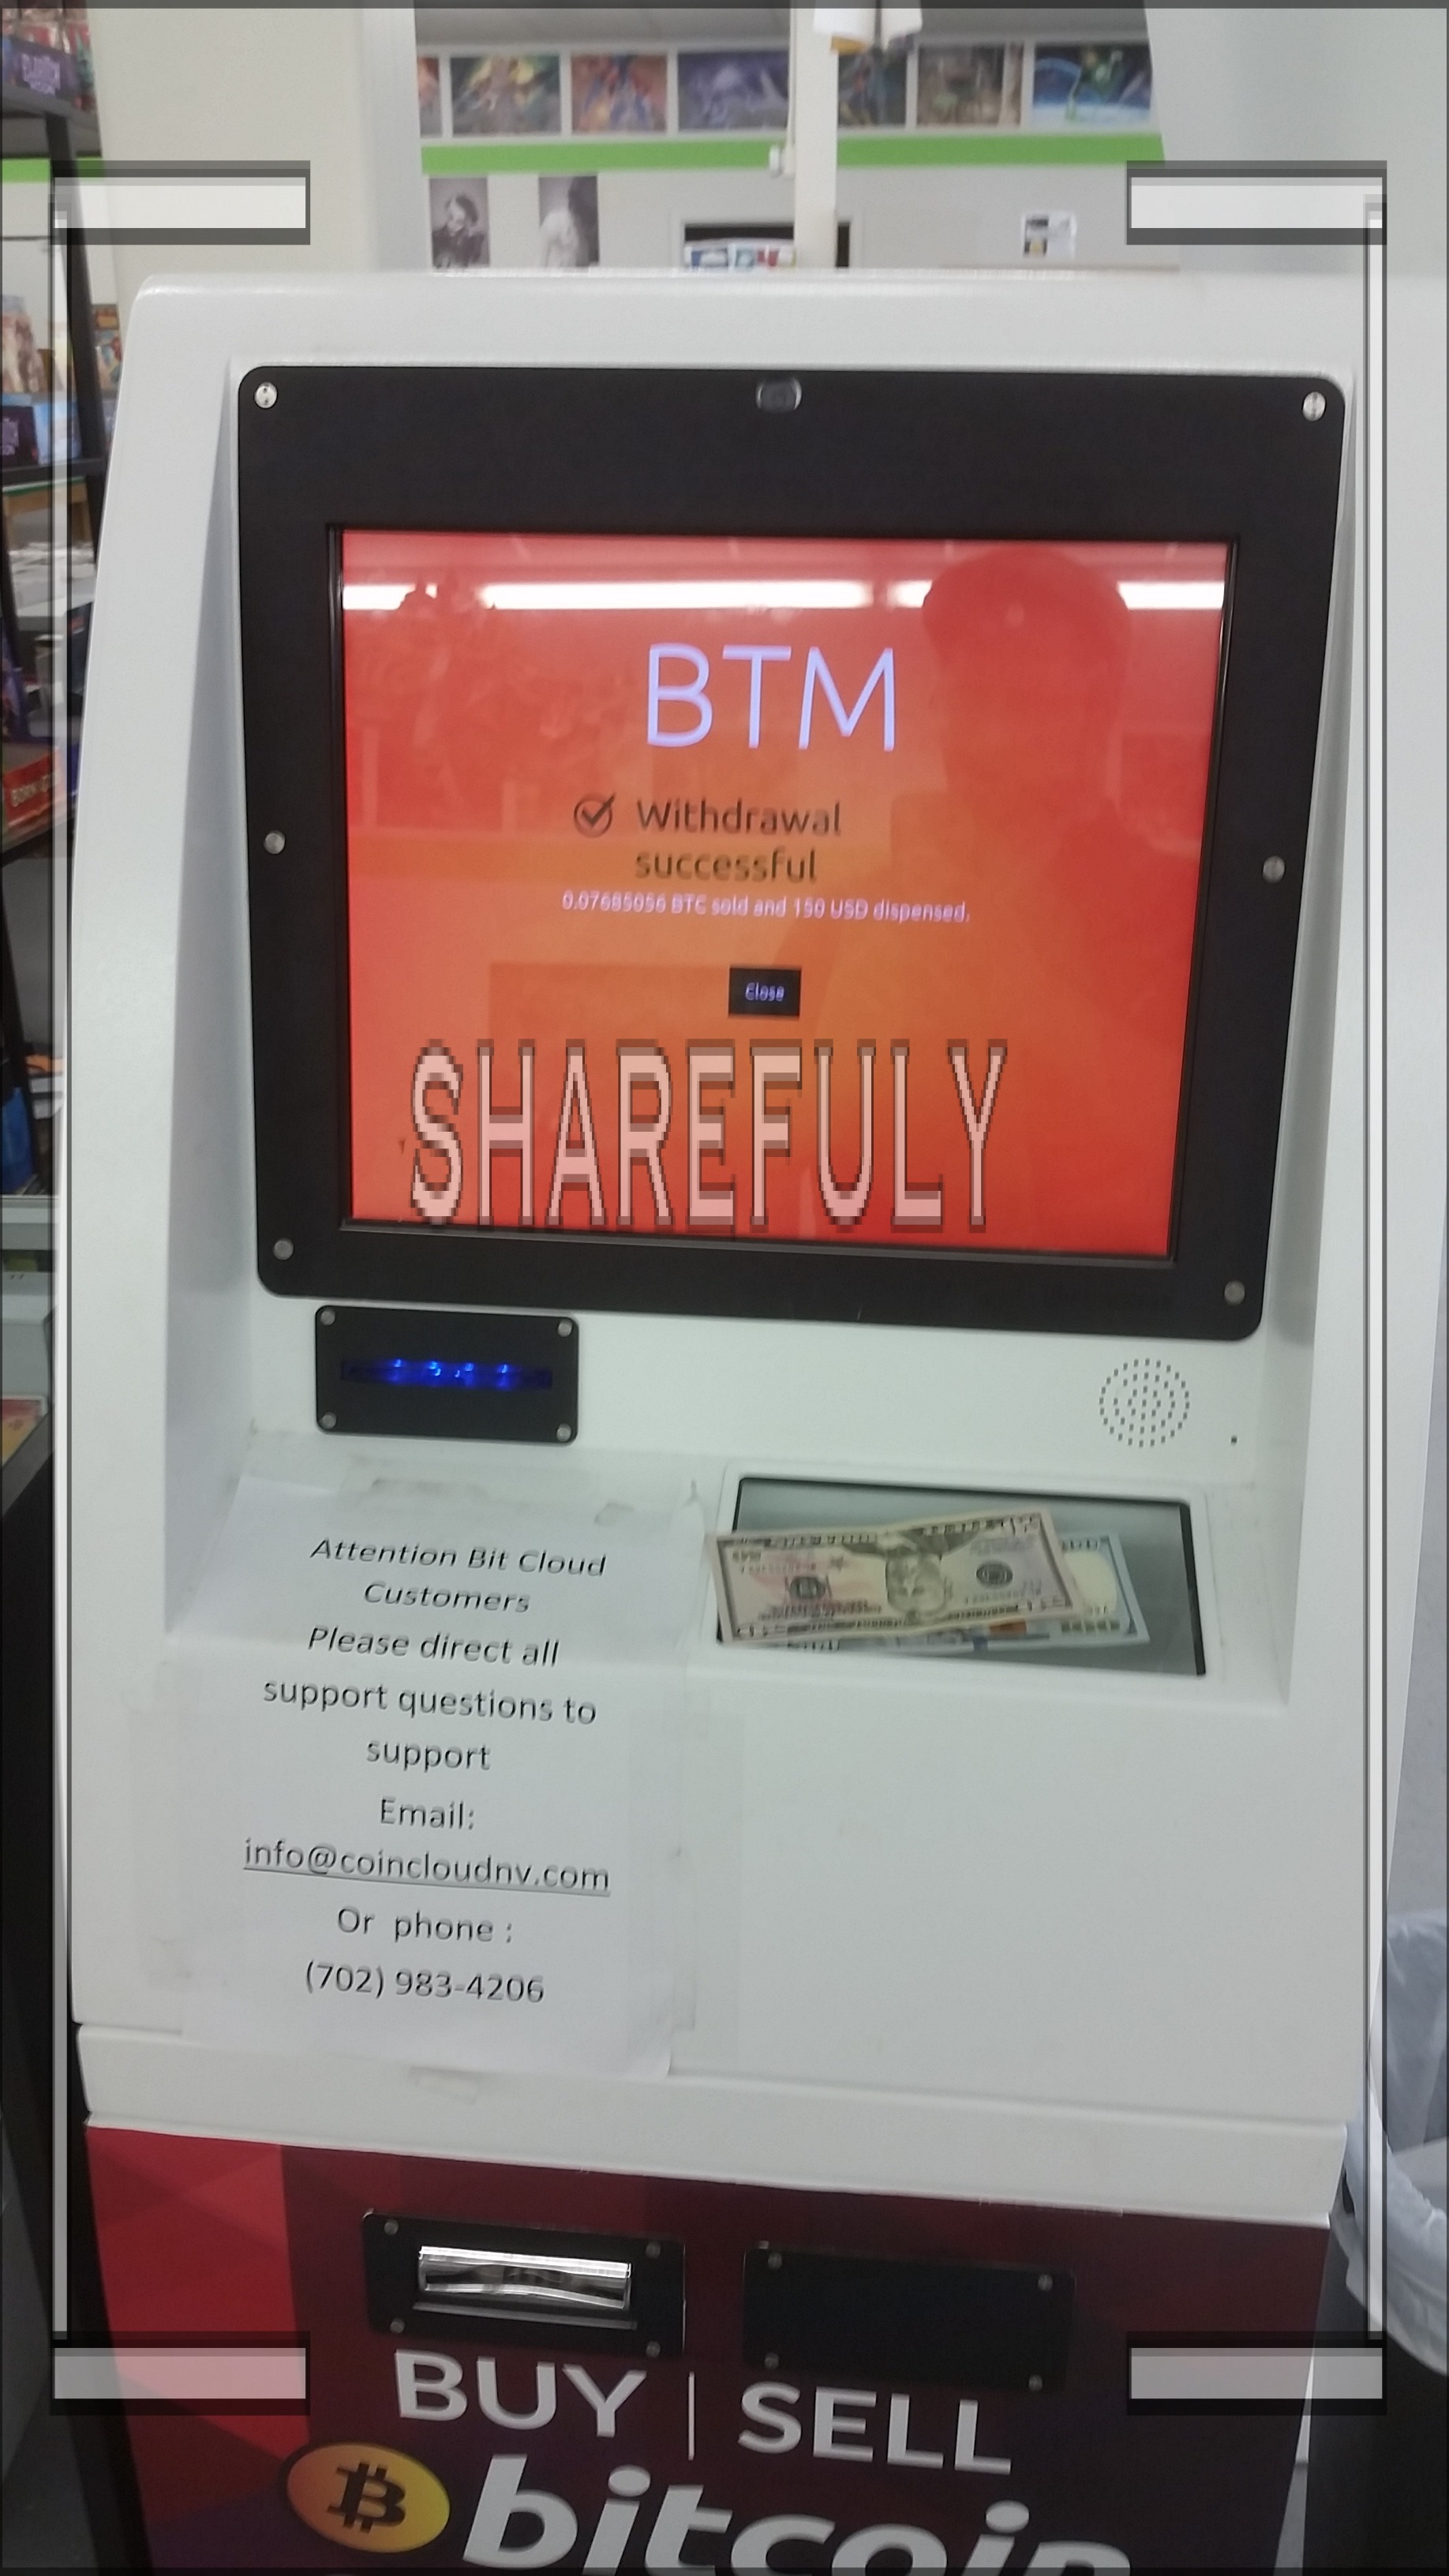 BTM
Withdrawal
successful
0.07665056 BTC sold and 150 USD dispensed.
Close
SHAREFULLY
Attention Bit Cloud
Customers
Please direct all
support questions to
support
Email:
info@coincloudnv.com
Or phone :
(702) 983-4206
BUY | SELL
bitcoin